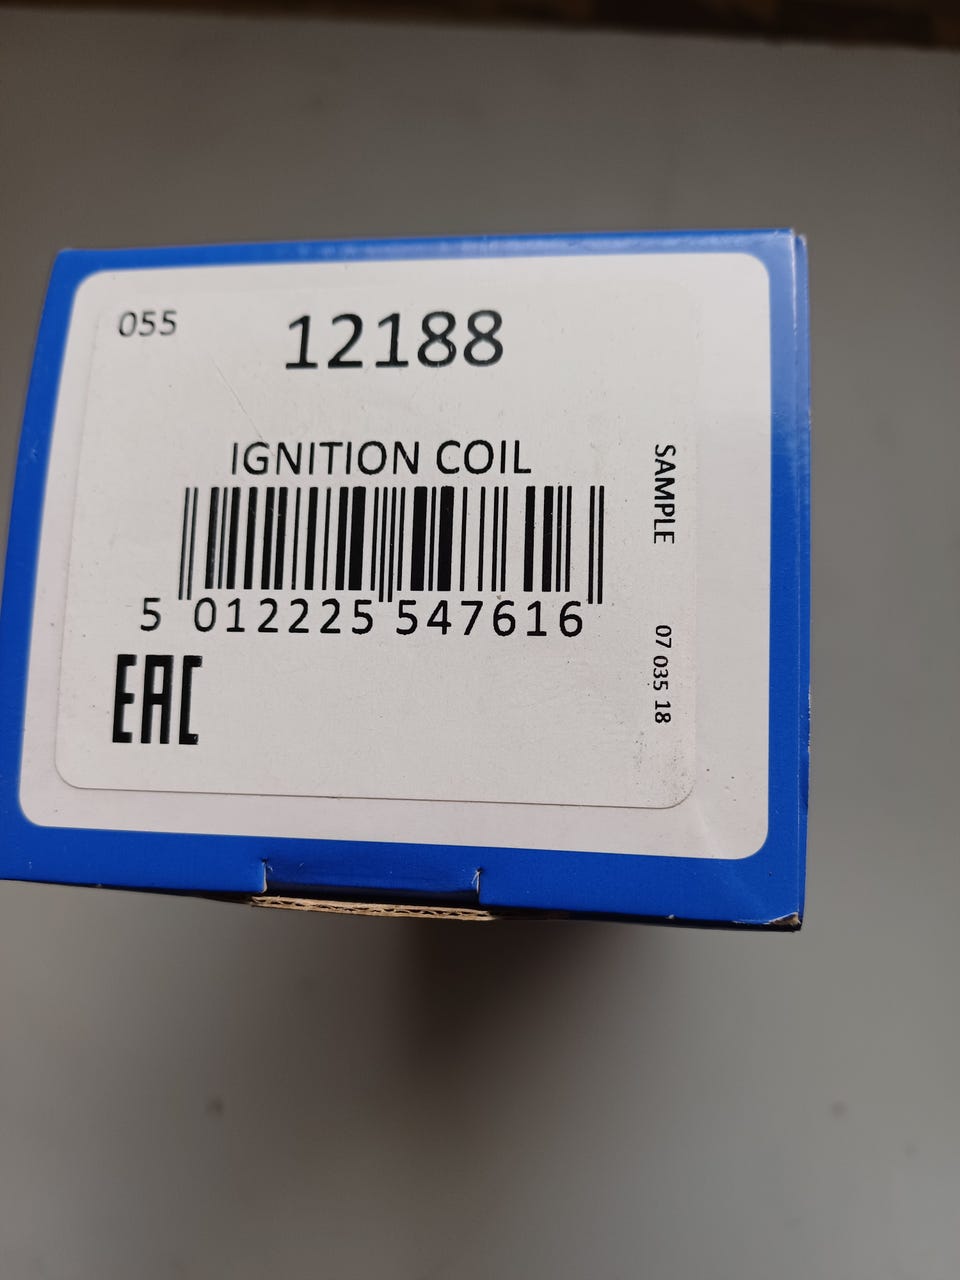 055
12188
IGNITION COIL
5 012225 547616
EAC
SAMPLE 07 035 18